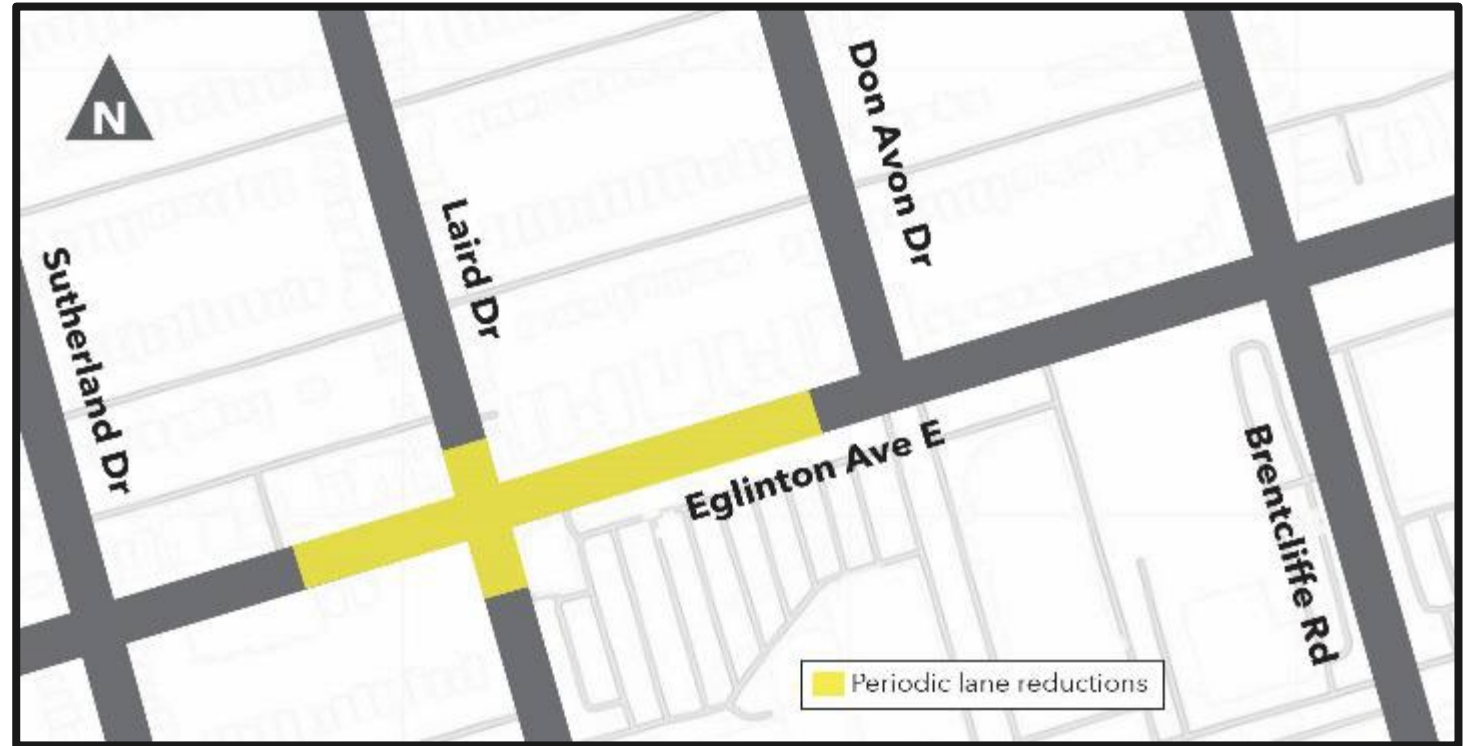 N
Don Avon Dr
Laird Dr
Sutherland Dr
Eglinton Ave E
Brentcliffe Rd
Periodic lane reductions